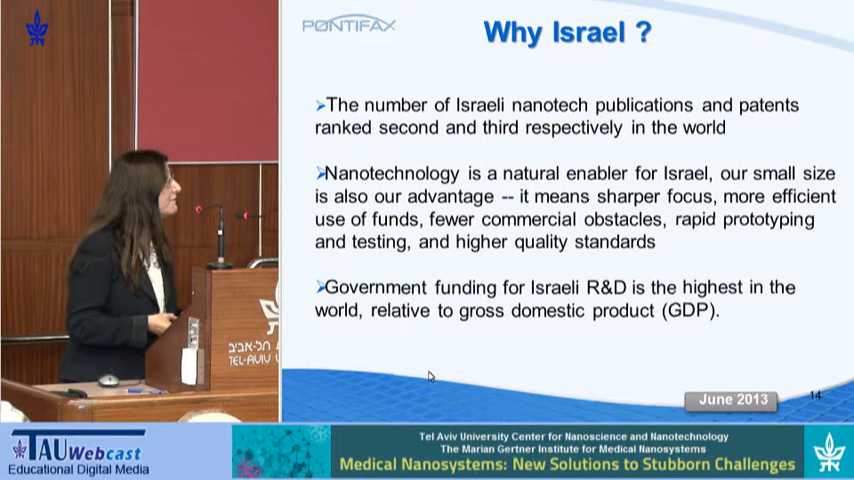 PONTIFAX
Why Israel ?
➢The number of Israeli nanotech publications and patents
ranked second and third respectively in the world
➢Nanotechnology is a natural enabler for Israel, our small size
is also our advantage -- it means sharper focus, more efficient
use of funds, fewer commercial obstacles, rapid prototyping
and testing, and higher quality standards
➢Government funding for Israeli R&D is the highest in the
world, relative to gross domestic product (GDP).
June 2013
14
אוניברסיטת תל-אביב
TEL-AVIV U
TAU Webcast
Educational Digital Media
Tel Aviv University Center for Nanoscience and Nanotechnology
The Marian Gertner Institute for Medical Nanosystems
Medical Nanosystems: New Solutions to Stubborn Challenges